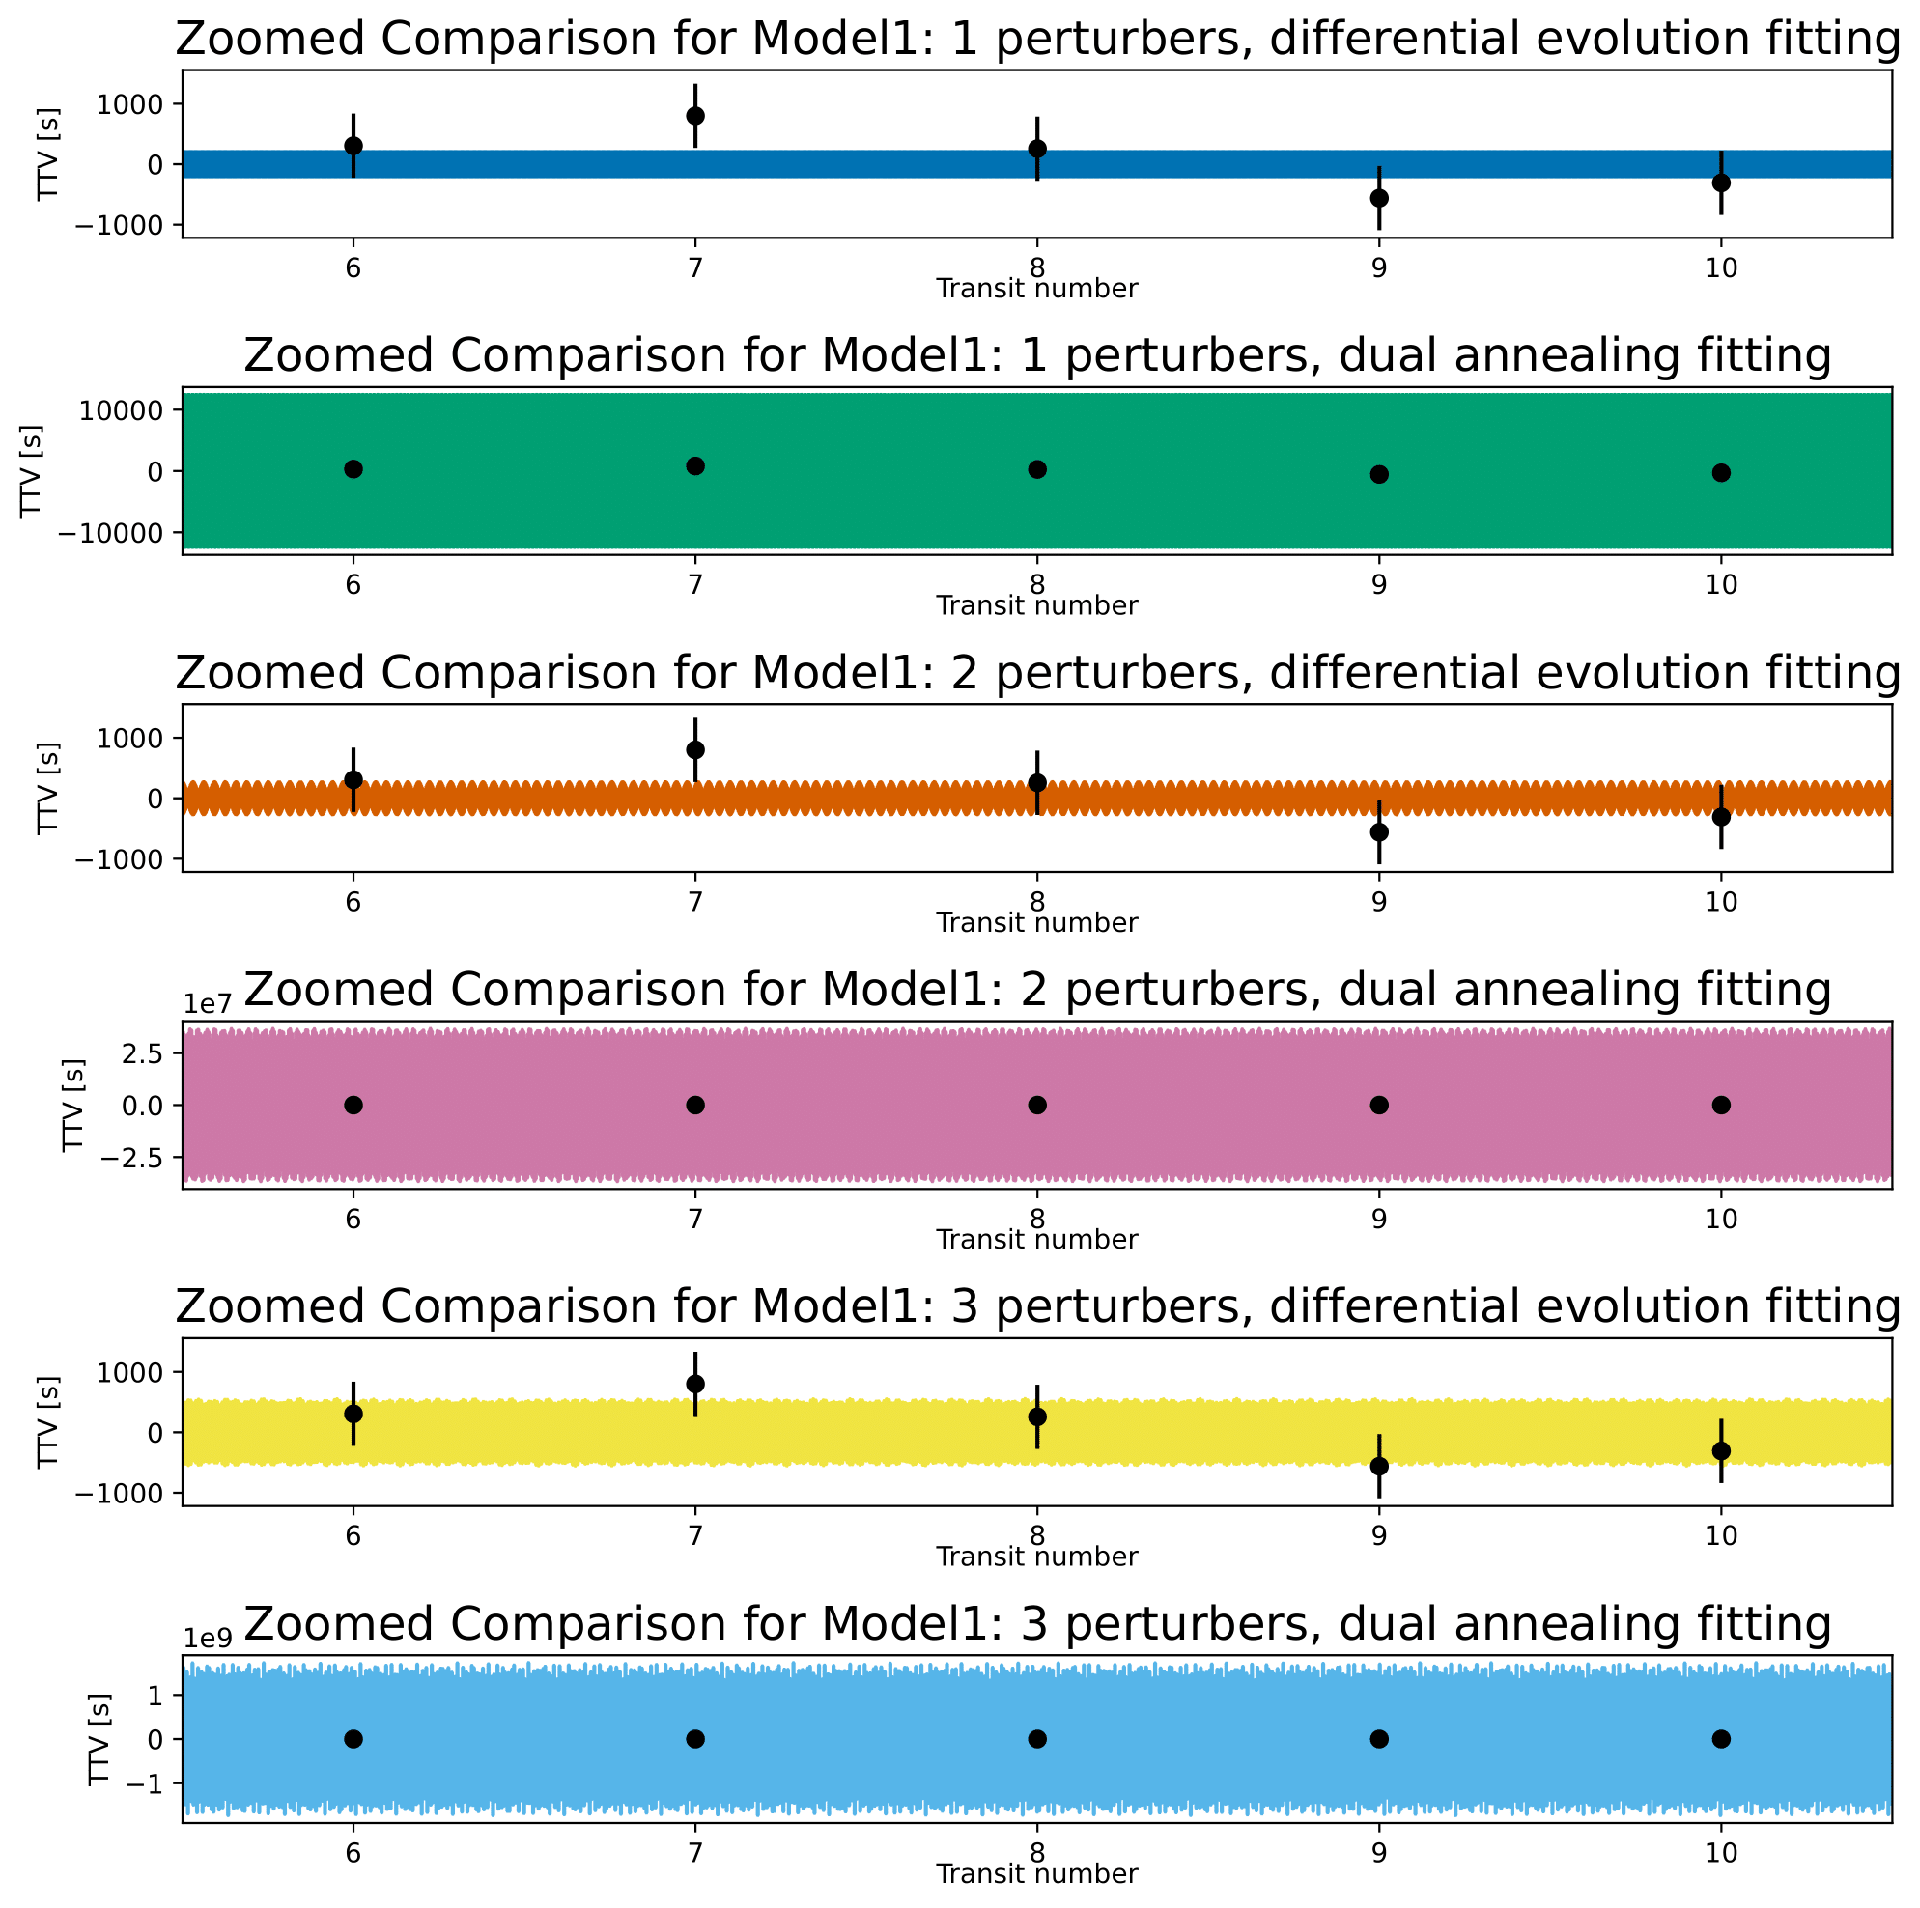 Zoomed Comparison for Model1: 1 perturbers, differential evolution fitting
TTV [s]
1000
0
−1000
6 7 8 9 10
Transit number
Zoomed Comparison for Model1: 1 perturbers, dual annealing fitting
TTV [s]
10000
0
−10000
6 7 8 9 10
Transit number
Zoomed Comparison for Model1: 2 perturbers, differential evolution fitting
TTV [s]
1000
0
−1000
6 7 8 9 10
Transit number
Zoomed Comparison for Model1: 2 perturbers, dual annealing fitting
1e7
TTV [s]
2.5
0.0
−2.5
6 7 8 9 10
Transit number
Zoomed Comparison for Model1: 3 perturbers, differential evolution fitting
TTV [s]
1000
0
−1000
6 7 8 9 10
Transit number
Zoomed Comparison for Model1: 3 perturbers, dual annealing fitting
1e9
TTV [s]
1
0
−1
6 7 8 9 10
Transit number